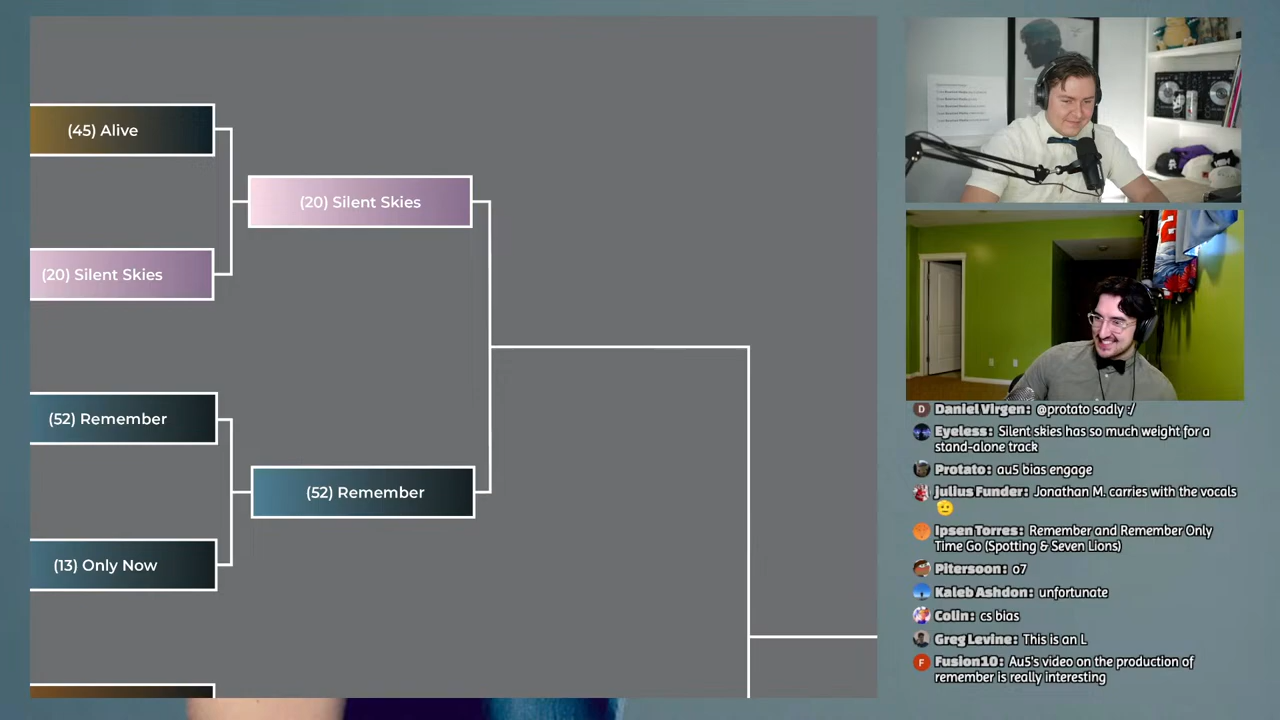 (45) Alive
(20) Silent Skies
(20) Silent Skies
(52) Remember
(52) Remember
(13) Only Now
D Daniel Virgen: @protato sadly :/
Eyeless: Silent skies has so much weight for a
stand-alone track
Protato: au5 bias engage
Julius Funder: Jonathan M. carries with the vocals
🫡
Ipsen Torres: Remember and Remember Only
Time Go (Spotting & Seven Lions)
Pitersoon: o7
Kaleb Ashdon: unfortunate
Colin: cs bias
Greg Levine: This is an L
F Fusion10: Au5's video on the production of
remember is really interesting